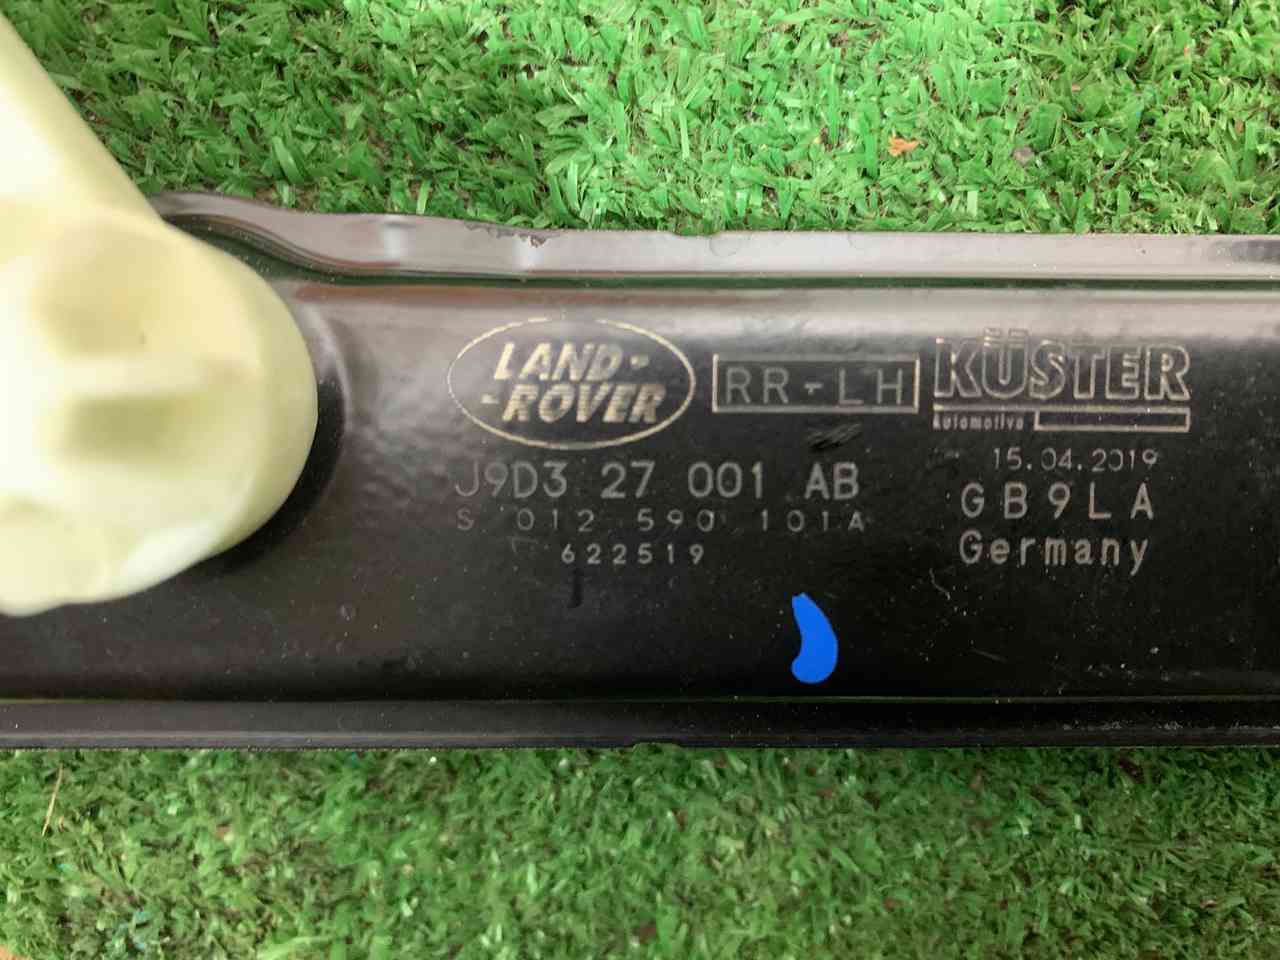 LAND-
-ROVER
RR-LH
KÜSTER
Automotive
J9D3 27 001 AB
S 012 590 101A
622519
15.04.2019
GB9LA
Germany